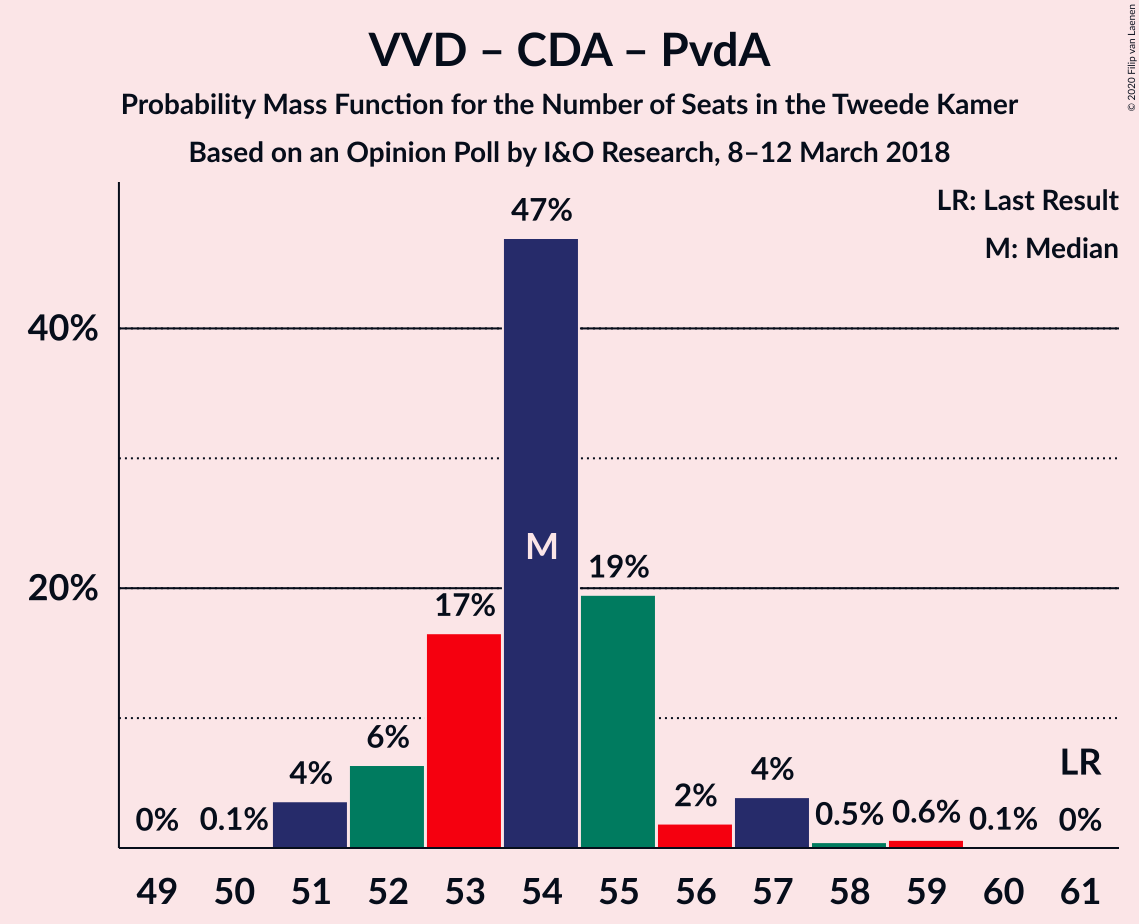 VVD – CDA – PvdA
Probability Mass Function for the Number of Seats in the Tweede Kamer
Based on an Opinion Poll by I&O Research, 8–12 March 2018
© 2020 Filip van Laenen
LR: Last Result
M: Median
47%
40%
M
19%
20%
17%
6%
4%
4%
2%
LR
0%
0.1%
0.5%
0.6%
0.1%
0%
49 50 51 52 53 54 55 56 57 58 59 60 61